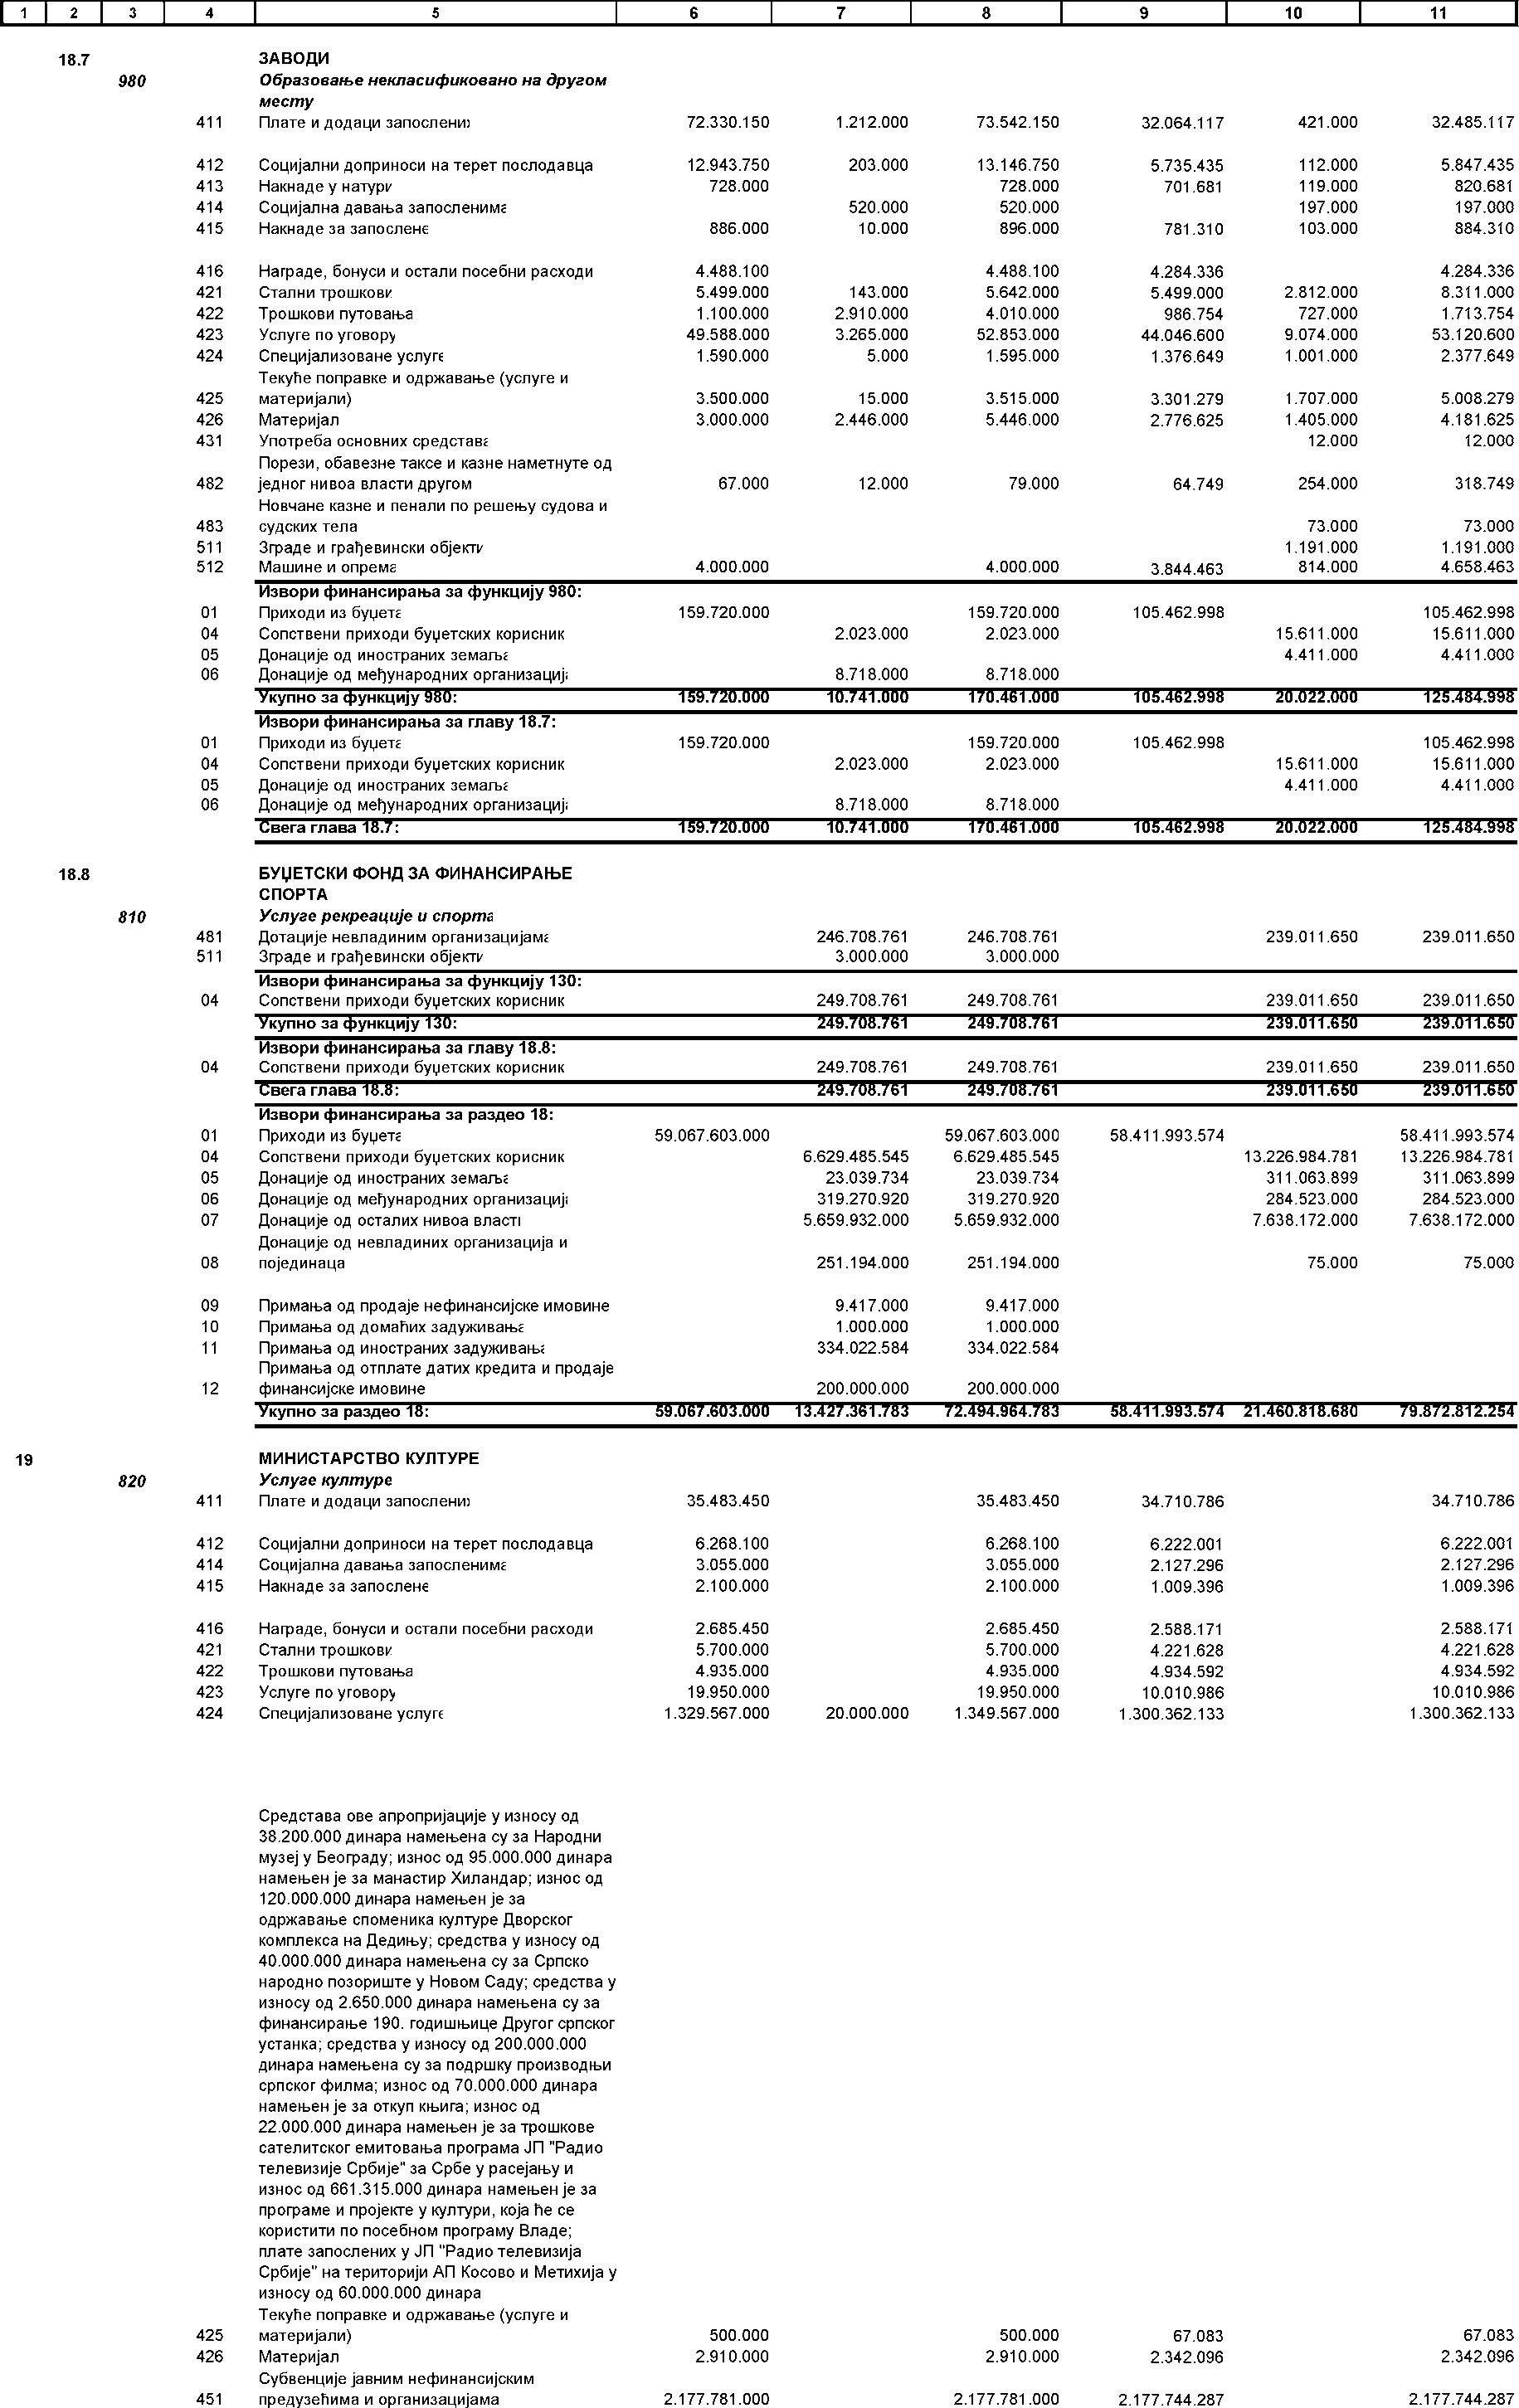 1 2 3 4 5 6 7 8 9 10 11
18.7 ЗАВОДИ
980 Образовање некласификовано на другом
месту
411 Плате и додаци запослених 72.330.150 1.212.000 73.542.150 32.064.117 421.000 32.485.117
412 Социјални доприноси на терет послодавца 12.943.750 203.000 13.146.750 5.735.435 112.000 5.847.435
413 Накнаде у натури 728.000 728.000 701.681 119.000 820.681
414 Социјална давања запосленима 520.000 520.000 197.000 197.000
415 Накнаде за запослене 886.000 10.000 896.000 781.310 103.000 884.310
416 Награде, бонуси и остали посебни расходи 4.488.100 4.488.100 4.284.336 4.284.336
421 Стални трошкови 5.499.000 143.000 5.642.000 5.499.000 2.812.000 8.311.000
422 Трошкови путовања 1.100.000 2.910.000 4.010.000 986.754 727.000 1.713.754
423 Услуге по уговору 49.588.000 3.265.000 52.853.000 44.046.600 9.074.000 53.120.600
424 Специјализоване услуге 1.590.000 5.000 1.595.000 1.376.649 1.001.000 2.377.649
Текуће поправке и одржавање (услуге и
425 материјали) 3.500.000 15.000 3.515.000 3.301.279 1.707.000 5.008.279
426 Материјал 3.000.000 2.446.000 5.446.000 2.776.625 1.405.000 4.181.625
431 Употреба основних средстава 12.000 12.000
Порези, обавезне таксе и казне наметнуте од
482 једног нивоа власти другом 67.000 12.000 79.000 64.749 254.000 318.749
Новчане казне и пенали по решењу судова и
483 судских тела 73.000 73.000
511 Зграде и грађевински објекти 1.191.000 1.191.000
512 Машине и опрема 4.000.000 4.000.000 3.844.463 814.000 4.658.463
Извори финансирања за функцију 980:
01 Приходи из буџета 159.720.000 159.720.000 105.462.998 105.462.998
04 Сопствени приходи буџетских корисник 2.023.000 2.023.000 15.611.000 15.611.000
05 Донације од иностраних земаља 4.411.000 4.411.000
06 Донације од међународних организациј 8.718.000 8.718.000
Укупно за функцију 980: 159.720.000 10.741.000 170.461.000 105.462.998 20.022.000 125.484.998
Извори финансирања за главу 18.7:
01 Приходи из буџета 159.720.000 159.720.000 105.462.998 105.462.998
04 Сопствени приходи буџетских корисник 2.023.000 2.023.000 15.611.000 15.611.000
05 Донације од иностраних земаља 4.411.000 4.411.000
06 Донације од међународних организациј 8.718.000 8.718.000
Свега глава 18.7: 159.720.000 10.741.000 170.461.000 105.462.998 20.022.000 125.484.998
18.8 БУЏЕТСКИ ФОНД ЗА ФИНАНСИРАЊЕ
СПОРТА
810 Услуге рекреације и спорта
481 Дотације невладиним организацијама 246.708.761 246.708.761 239.011.650 239.011.650
511 Зграде и грађевински објекти 3.000.000 3.000.000
Извори финансирања за функцију 130:
04 Сопствени приходи буџетских корисник 249.708.761 249.708.761 239.011.650 239.011.650
Укупно за функцију 130: 249.708.761 249.708.761 239.011.650 239.011.650
Извори финансирања за главу 18.8:
04 Сопствени приходи буџетских корисник 249.708.761 249.708.761 239.011.650 239.011.650
Свега глава 18.8: 249.708.761 249.708.761 239.011.650 239.011.650
Извори финансирања за раздео 18:
01 Приходи из буџета 59.067.603.000 59.067.603.000 58.411.993.574 58.411.993.574
04 Сопствени приходи буџетских корисник 6.629.485.545 6.629.485.545 13.226.984.781 13.226.984.781
05 Донације од иностраних земаља 23.039.734 23.039.734 311.063.899 311.063.899
06 Донације од међународних организациј 319.270.920 319.270.920 284.523.000 284.523.000
07 Донације од осталих нивоа власти 5.659.932.000 5.659.932.000 7.638.172.000 7.638.172.000
Донације од невладиних организација и
08 појединаца 251.194.000 251.194.000 75.000 75.000
09 Примања од продаје нефинансијске имовине 9.417.000 9.417.000
10 Примања од домаћих задуживања 1.000.000 1.000.000
11 Примања од иностраних задуживања 334.022.584 334.022.584
Примања од отплате датих кредита и продаје
12 финансијске имовине 200.000.000 200.000.000
Укупно за раздео 18: 59.067.603.000 13.427.361.783 72.494.964.783 58.411.993.574 21.460.818.680 79.872.812.254
19 МИНИСТАРСТВО КУЛТУРЕ
820 Услуге културе
411 Плате и додаци запослених 35.483.450 35.483.450 34.710.786 34.710.786
412 Социјални доприноси на терет послодавца 6.268.100 6.268.100 6.222.001 6.222.001
414 Социјална давања запосленима 3.055.000 3.055.000 2.127.296 2.127.296
415 Накнаде за запослене 2.100.000 2.100.000 1.009.396 1.009.396
416 Награде, бонуси и остали посебни расходи 2.685.450 2.685.450 2.588.171 2.588.171
421 Стални трошкови 5.700.000 5.700.000 4.221.628 4.221.628
422 Трошкови путовања 4.935.000 4.935.000 4.934.592 4.934.592
423 Услуге по уговору 19.950.000 19.950.000 10.010.986 10.010.986
424 Специјализоване услуге 1.329.567.000 20.000.000 1.349.567.000 1.300.362.133 1.300.362.133
Средстава ове апропријације у износу од
38.200.000 динара намењена су за Народни
музеј у Београду; износ од 95.000.000 динара
намењен је за манастир Хиландар; износ од
120.000.000 динара намењен је за
одржавање споменика културе Дворског
комплекса на Дедињу; средства у износу од
40.000.000 динара намењена су за Српско
народно позориште у Новом Саду; средства у
износу од 2.650.000 динара намењена су за
финансирање 190. годишњице Другог српског
устанка; средства у износу од 200.000.000
динара намењена су за подршку производњи
српског филма; износ од 70.000.000 динара
намењен је за откуп књига; износ од
22.000.000 динара намењен је за трошкове
сателитског емитовања програма ЈП "Радио
телевизије Србије" за Србе у расејању и
износ од 661.315.000 динара намењен је за
програме и пројекте у култури, која ће се
користити по посебном програму Владе;
плате запослених у ЈП "Радио телевизија
Србије" на територији АП Косово и Метихија у
износу од 60.000.000 динара
Текуће поправке и одржавање (услуге и
425 материјали) 500.000 500.000 67.083 67.083
426 Материјал 2.910.000 2.910.000 2.342.096 2.342.096
Субвенције јавним нефинансијским
451 предузећима и организацијама 2.177.781.000 2.177.781.000 2.177.744.287 2.177.744.287